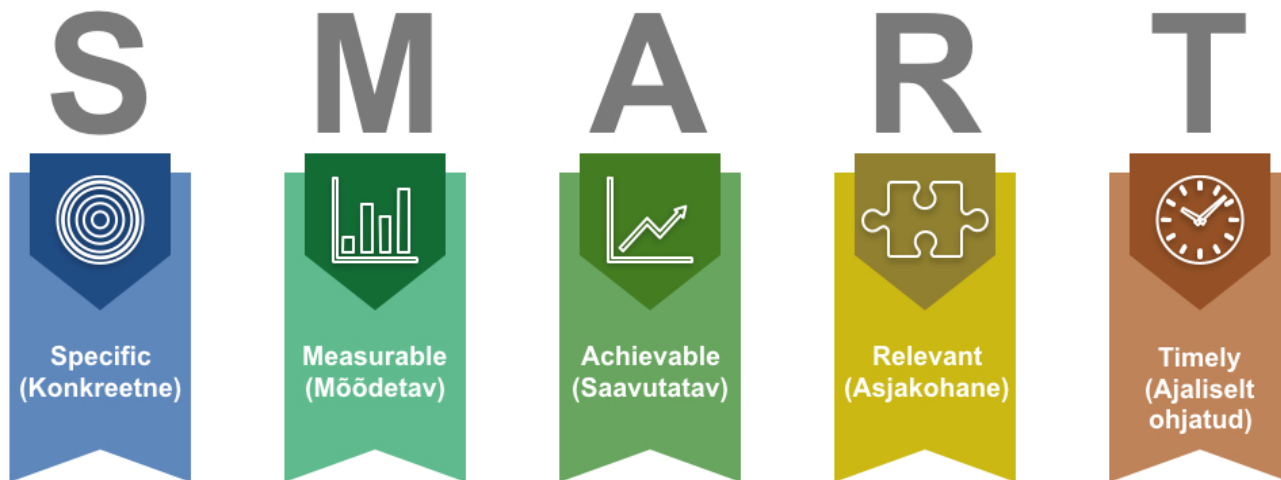 S M A R T
Specific
(Konkreetne)
Measurable
(Mõõdetav)
Achievable
(Saavutatav)
Relevant
(Asjakohane)
Timely
(Ajaliselt
ohjatud)